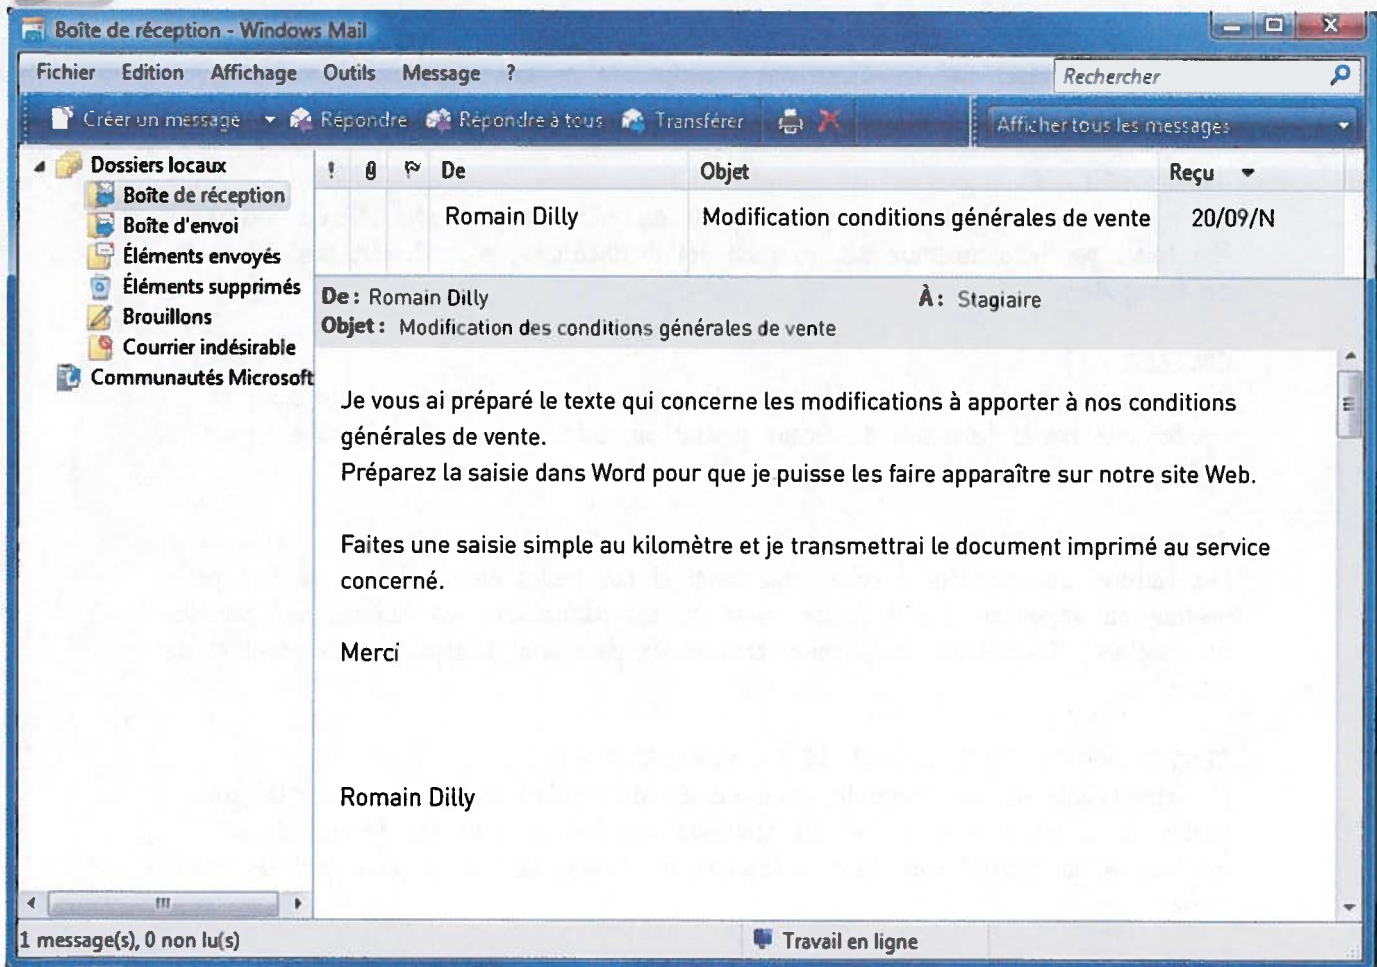 Boîte de réception - Windows Mail
Fichier Edition Affichage Outils Message ?
Rechercher
Créer un message Répondre Répondre à tous Transférer
Afficher tous les messages
Dossiers locaux
Boîte de réception
Boîte d'envoi
Éléments envoyés
Éléments supprimés
Brouillons
Courrier indésirable
Communautés Microsoft
! De Objet Reçu
Romain Dilly Modification conditions générales de vente 20/09/N
De : Romain Dilly À : Stagiaire
Objet : Modification des conditions générales de vente
Je vous ai préparé le texte qui concerne les modifications à apporter à nos conditions
générales de vente.
Préparez la saisie dans Word pour que je puisse les faire apparaître sur notre site Web.
Faites une saisie simple au kilomètre et je transmettrai le document imprimé au service
concerné.
Merci
Romain Dilly
1 message(s), 0 non lu(s)
Travail en ligne